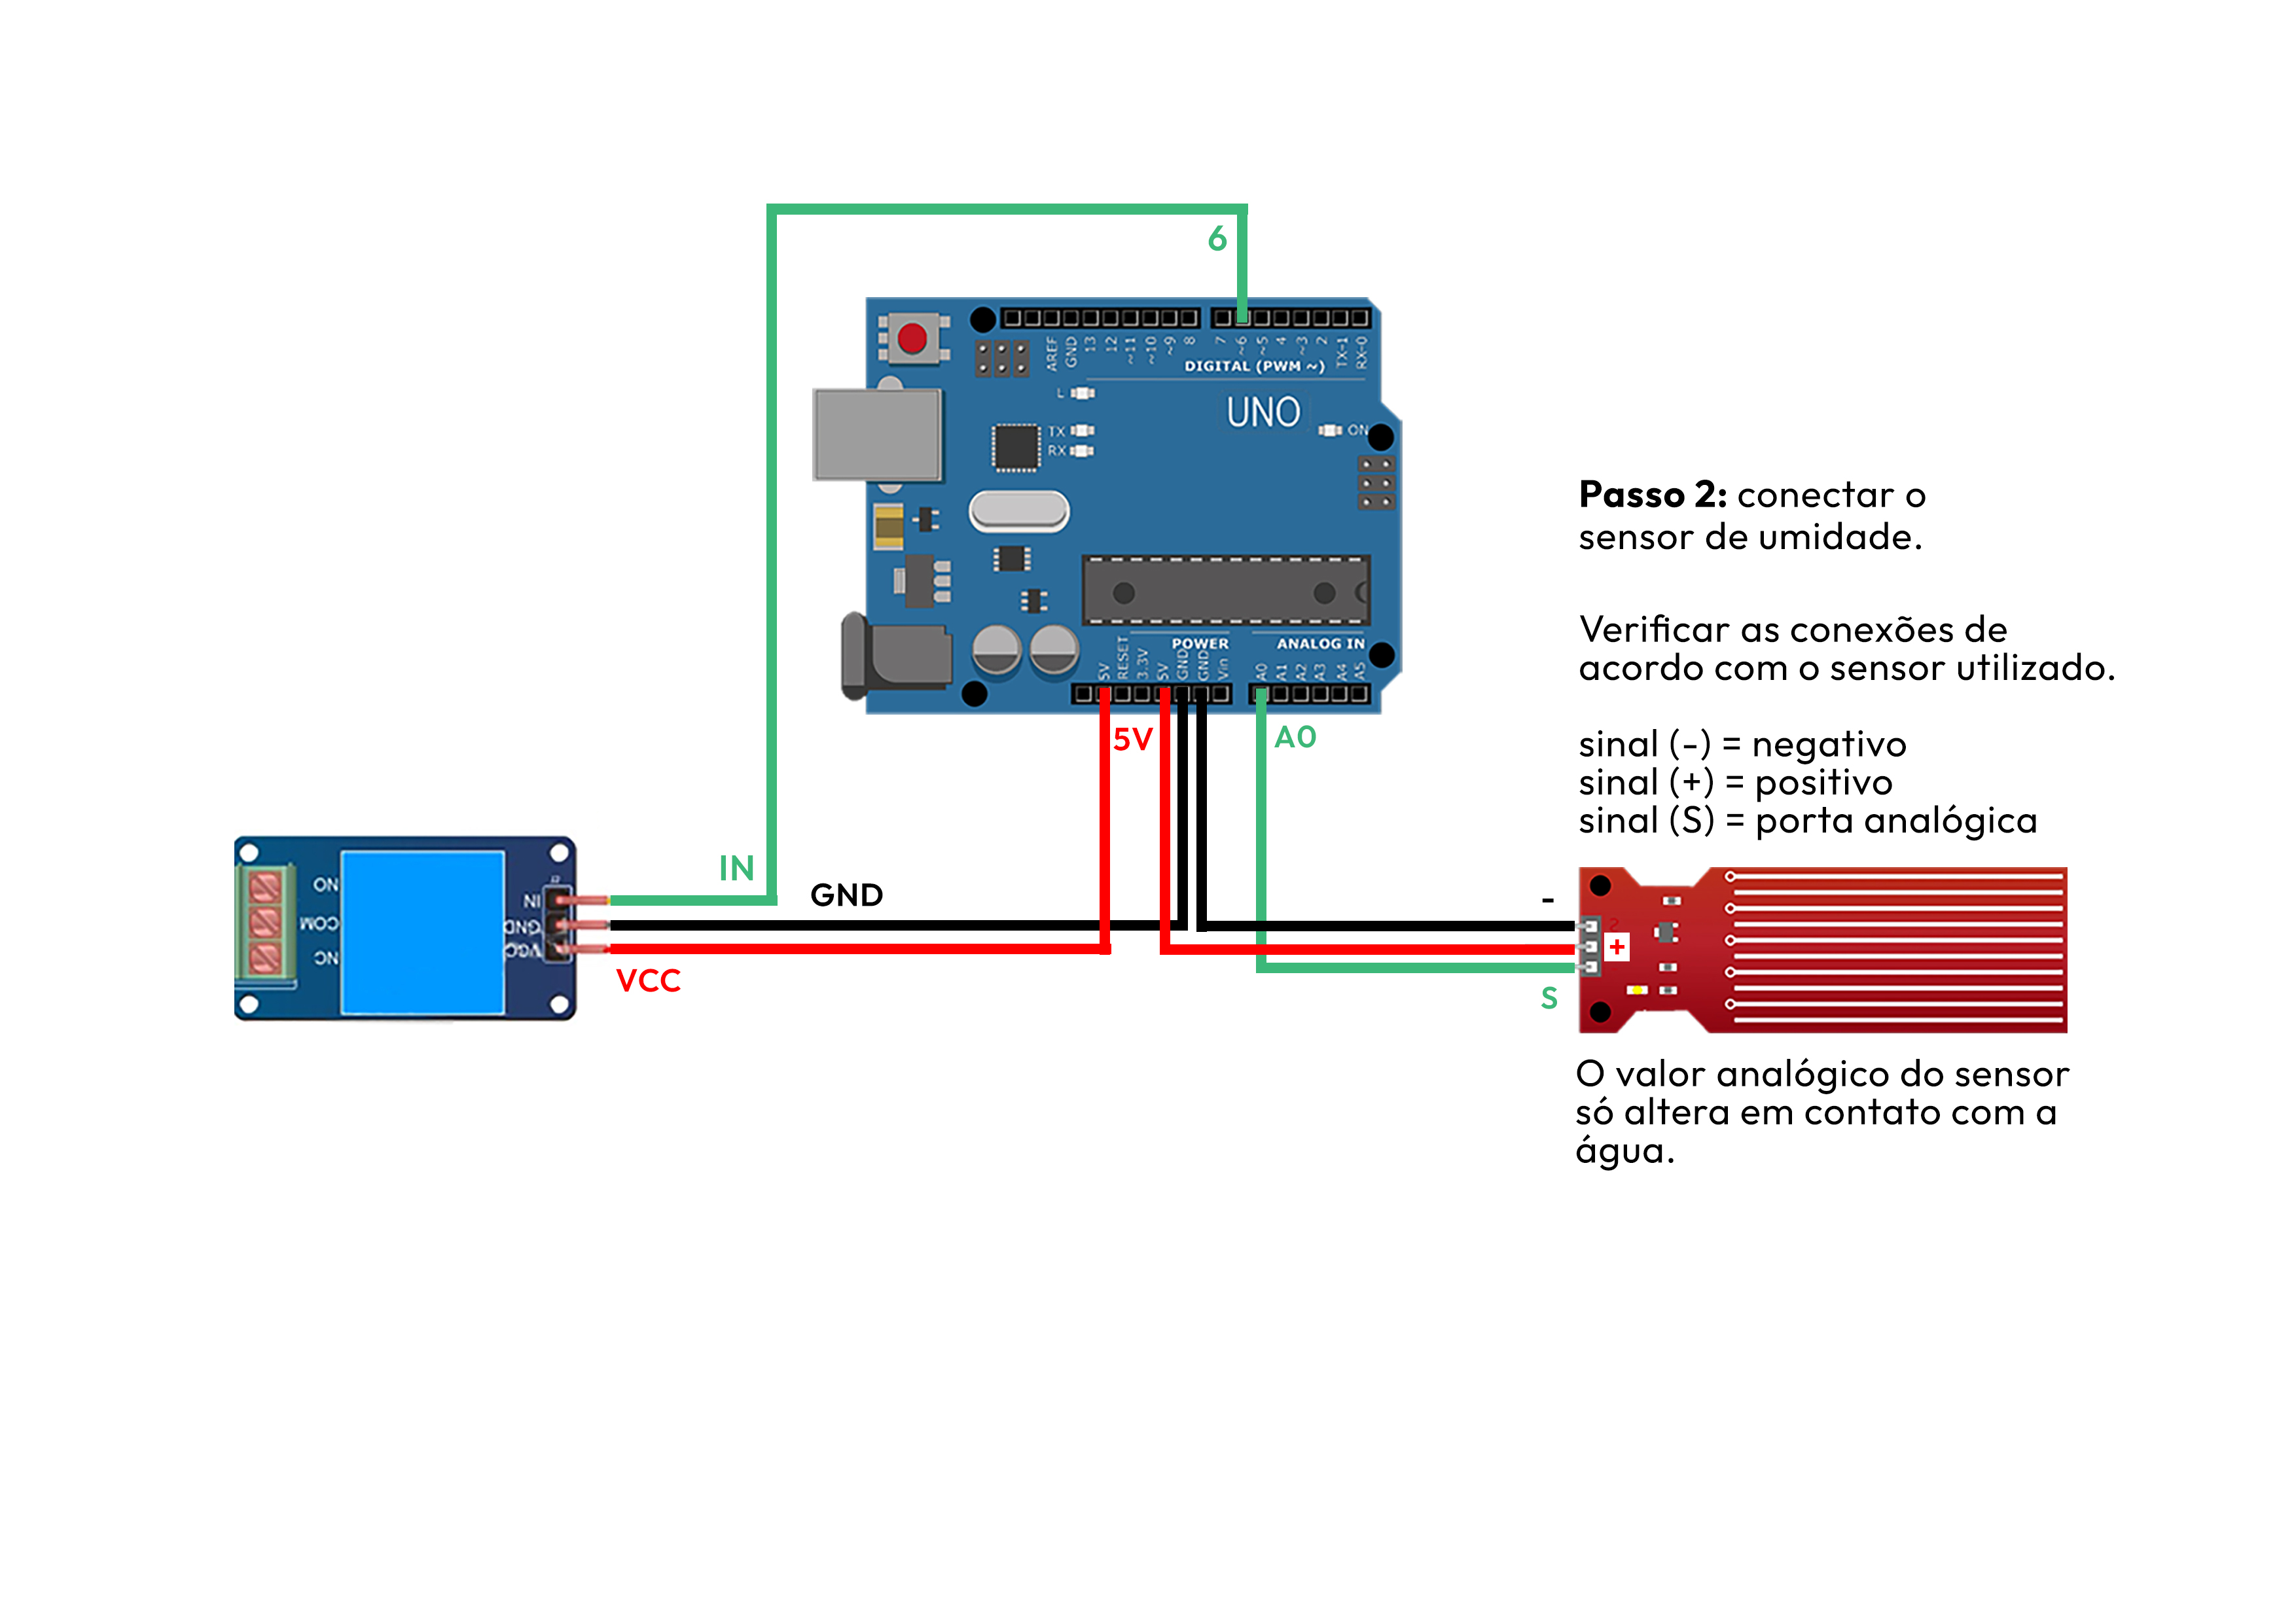 6
AREF
GND
13
12
~11
~10
~9
8
7
~6
~5
4
~3
2
TX-1
RX-0
DIGITAL (PWM ~)
L
UNO
TX
RX
ON
Passo 2: conectar o
sensor de umidade.
Verificar as conexões de
acordo com o sensor utilizado.
sinal (-) = negativo
sinal (+) = positivo
sinal (S) = porta analógica
POWER
ANALOG IN
5V
RESET
3.3V
5V
GND
GND
Vin
A0
A1
A2
A3
A4
A5
5V
A0
IN
GND
VCC
NO
COM
NC
IN
GND
VCC
-
+
S
O valor analógico do sensor
só altera em contato com a
água.